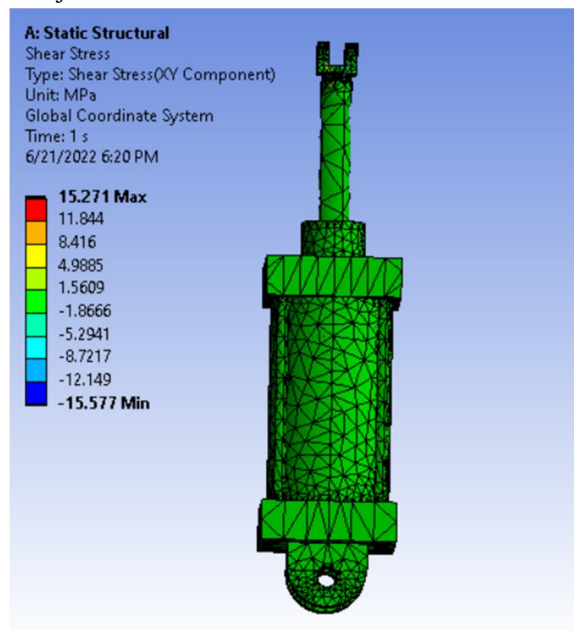 A: Static Structural
Shear Stress
Type: Shear Stress(XY Component)
Unit: MPa
Global Coordinate System
Time: 1 s
6/21/2022 6:20 PM
15.271 Max
11.844
8.416
4.9885
1.5609
-1.8666
-5.2941
-8.7217
-12.149
-15.577 Min